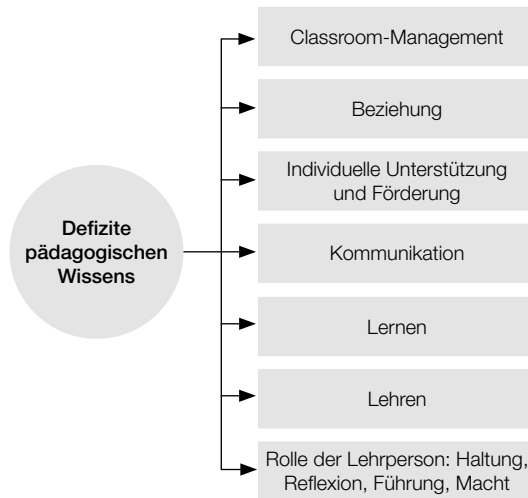 Classroom-Management
Beziehung
Individuelle Unterstützung
und Förderung
Defizite
pädagogischen
Wissens
Kommunikation
Lernen
Lehren
Rolle der Lehrperson: Haltung,
Reflexion, Führung, Macht